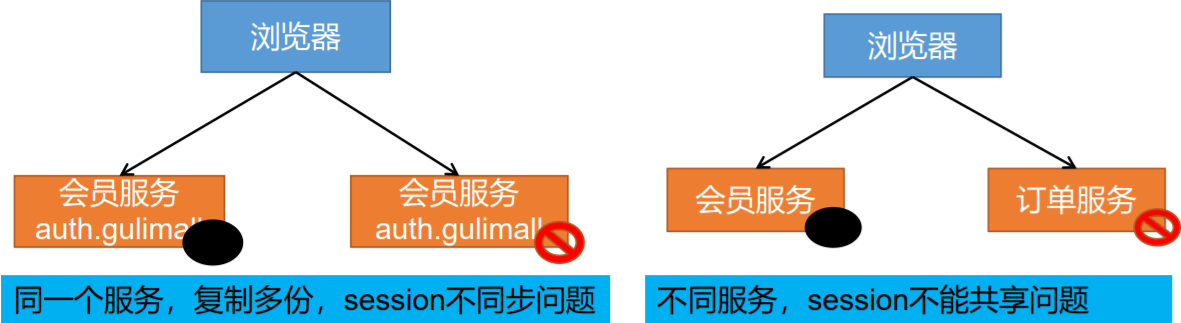 浏览器
会员服务
auth.gulimall
会员服务
auth.gulimall
同一个服务，复制多份，session不同步问题
浏览器
会员服务
订单服务
不同服务，session不能共享问题